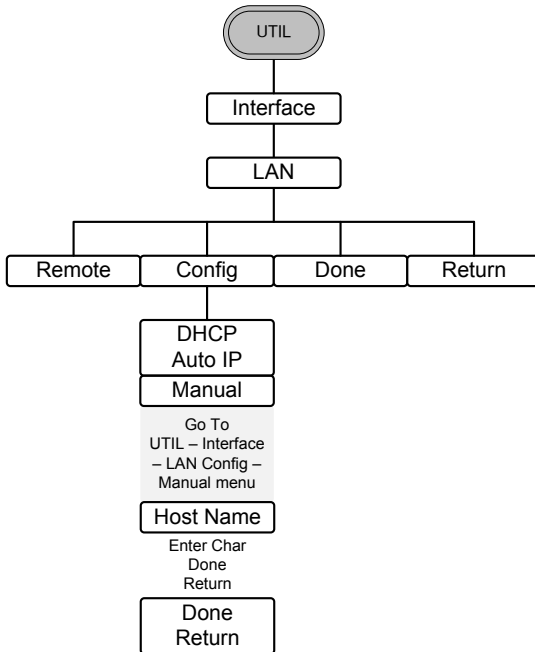 UTIL
Interface
LAN
Remote
Config
Done
Return
DHCP
Auto IP
Manual
Go To
UTIL – Interface
– LAN Config –
Manual menu
Host Name
Enter Char
Done
Return
Done
Return